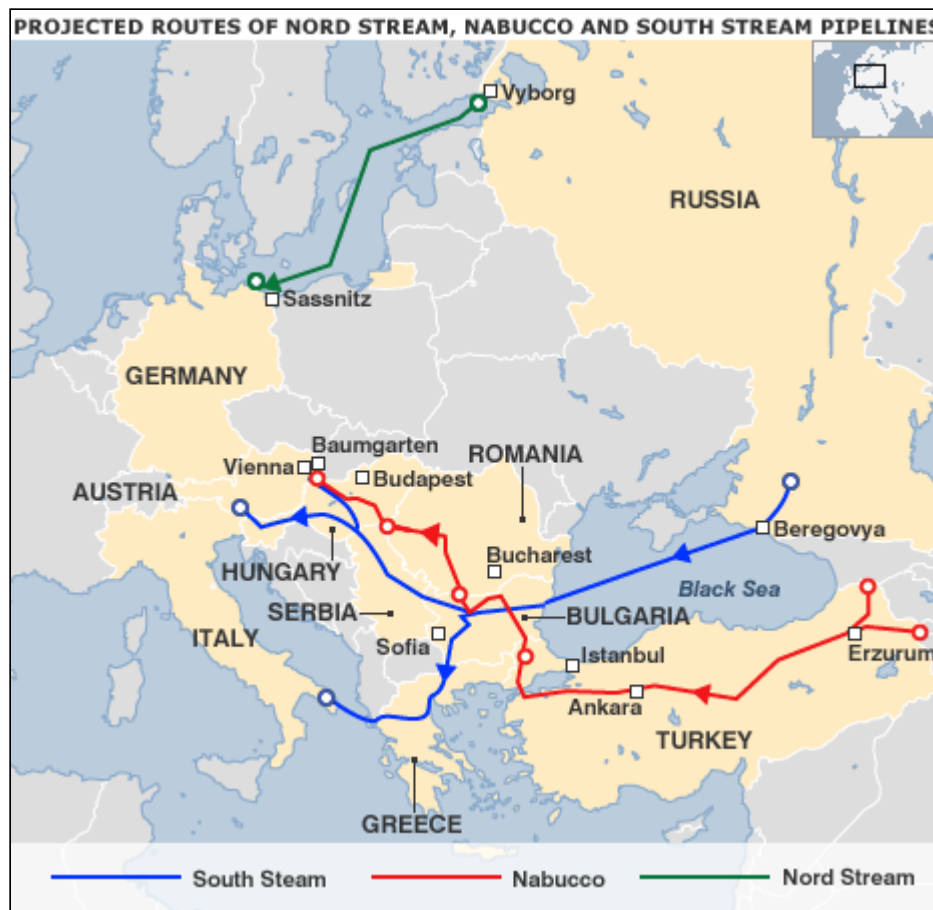 PROJECTED ROUTES OF NORD STREAM, NABUCCO AND SOUTH STREAM PIPELINES
Vyborg
RUSSIA
Sassnitz
GERMANY
Baumgarten
Vienna
Budapest
ROMANIA
AUSTRIA
Beregovya
Bucharest
HUNGARY
Black Sea
SERBIA
BULGARIA
ITALY
Sofia
Istanbul
Erzurum
Ankara
TURKEY
GREECE
South Steam
Nabucco
Nord Stream